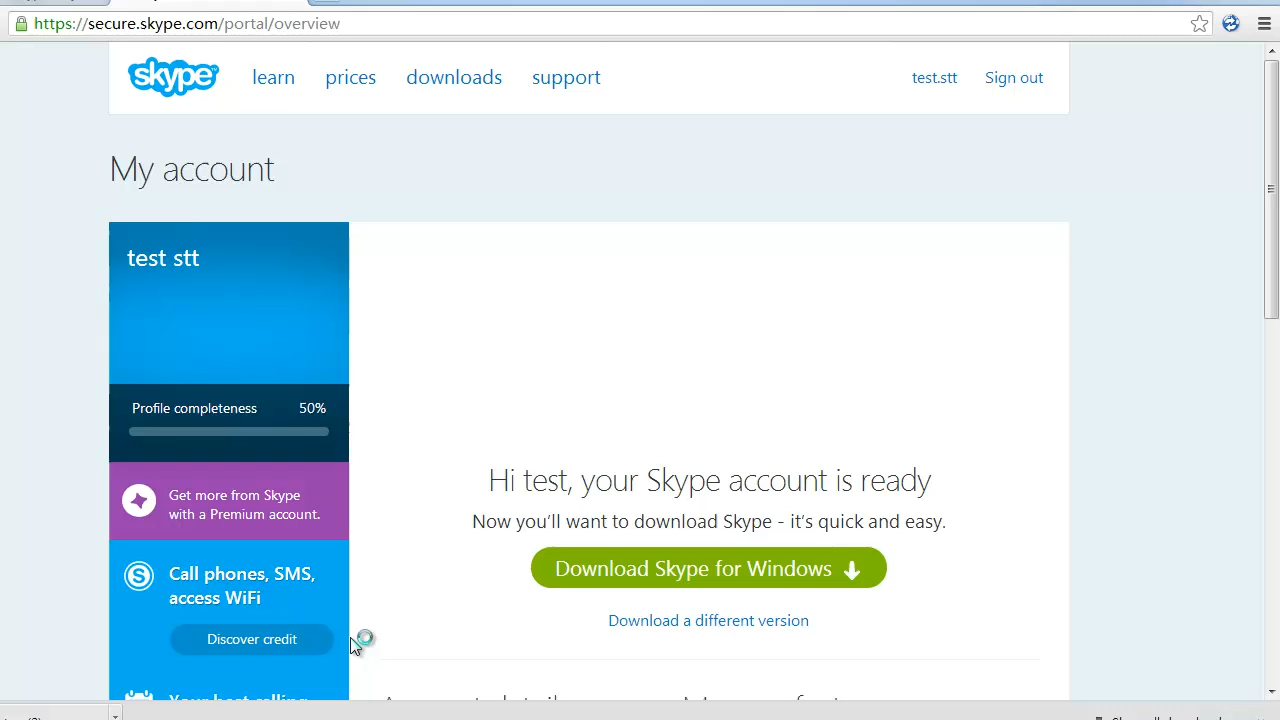 https://secure.skype.com/portal/overview
skype™
learn
prices
downloads
support
test.stt
Sign out
My account
test stt
Profile completeness 50%
Get more from Skype
with a Premium account.
Call phones, SMS,
access WiFi
Discover credit
Hi test, your Skype account is ready
Now you'll want to download Skype - it's quick and easy.
Download Skype for Windows
Download a different version